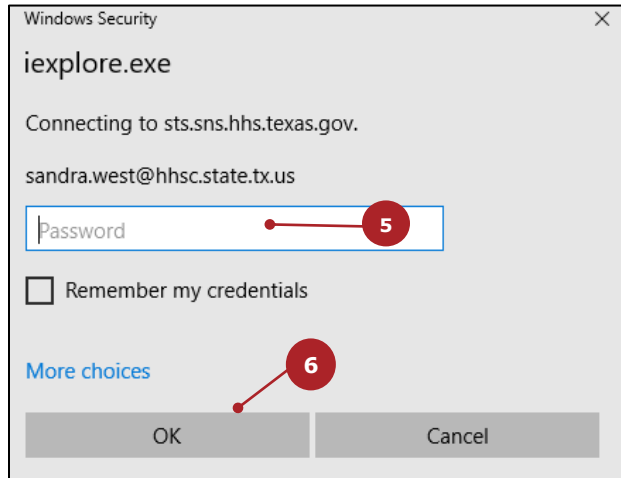 Windows Security
iexplore.exe
Connecting to sts.sns.hhs.texas.gov.
sandra.west@hhsc.state.tx.us
Password
5
Remember my credentials
More choices
6
OK
Cancel